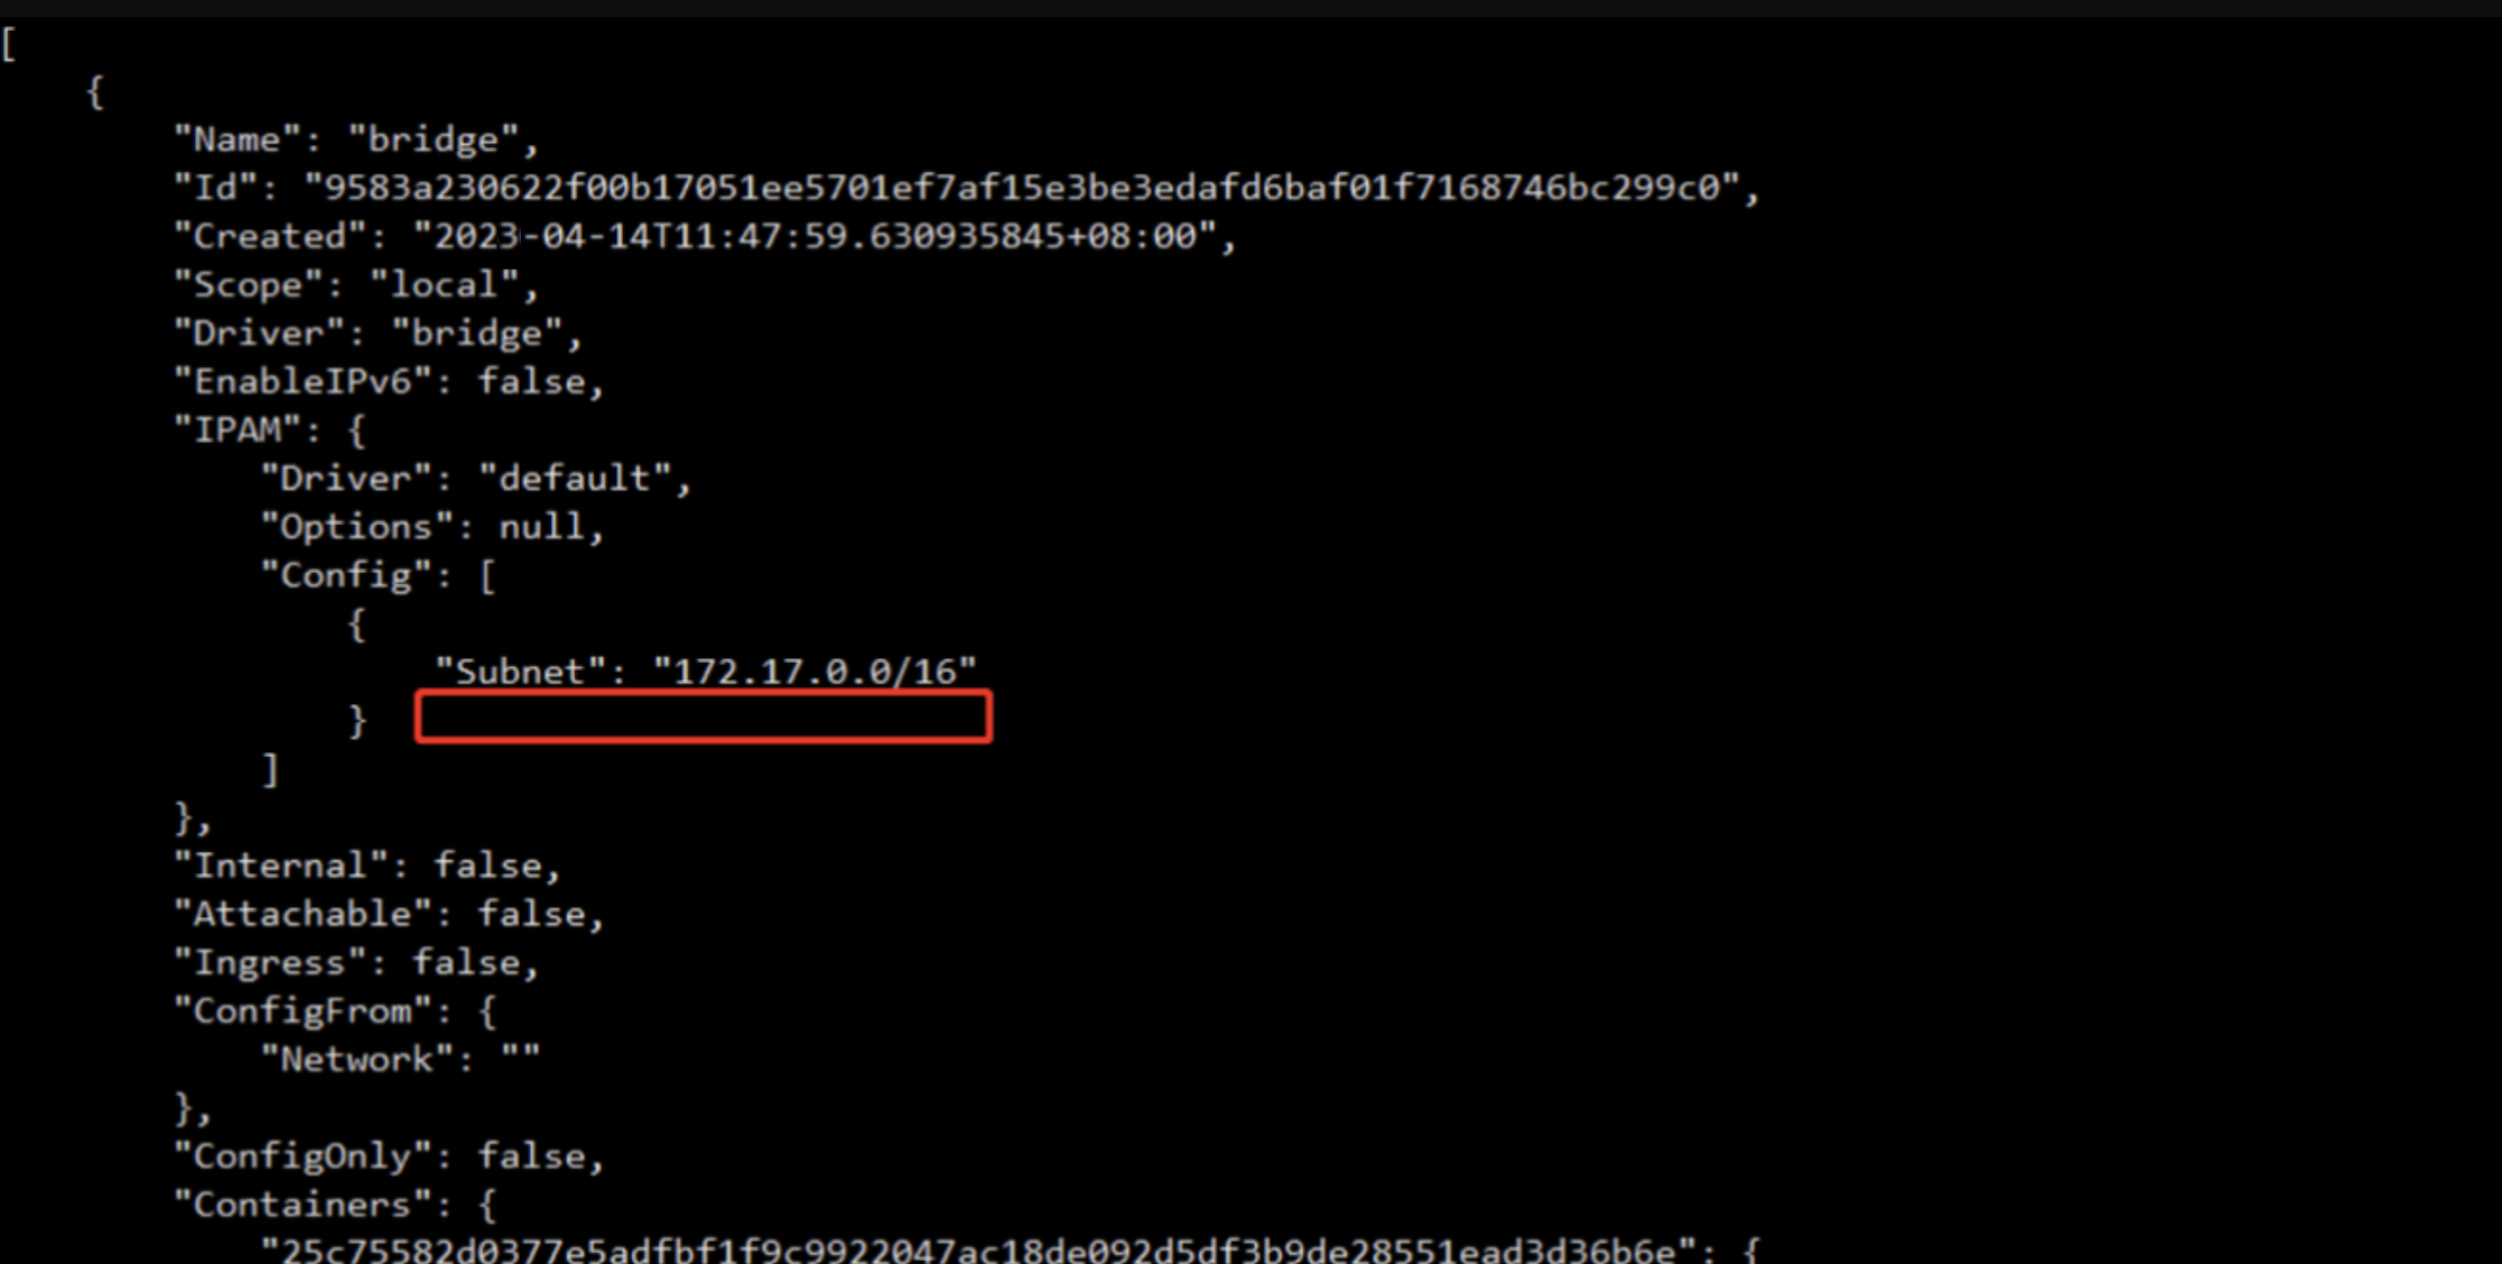 [
{
"Name": "bridge",
"Id": "9583a230622f00b17051ee5701ef7af15e3be3edafd6baf01f7168746bc299c0",
"Created": "2023-04-14T11:47:59.630935845+08:00",
"Scope": "local",
"Driver": "bridge",
"EnableIPv6": false,
"IPAM": {
"Driver": "default",
"Options": null,
"Config": [
{
"Subnet": "172.17.0.0/16"
}
]
},
"Internal": false,
"Attachable": false,
"Ingress": false,
"ConfigFrom": {
"Network": ""
},
"ConfigOnly": false,
"Containers": {
"25c75582d0377e5adfbf1f9c9922047ac18de092d5df3b9de28551ead3d36b6e": {